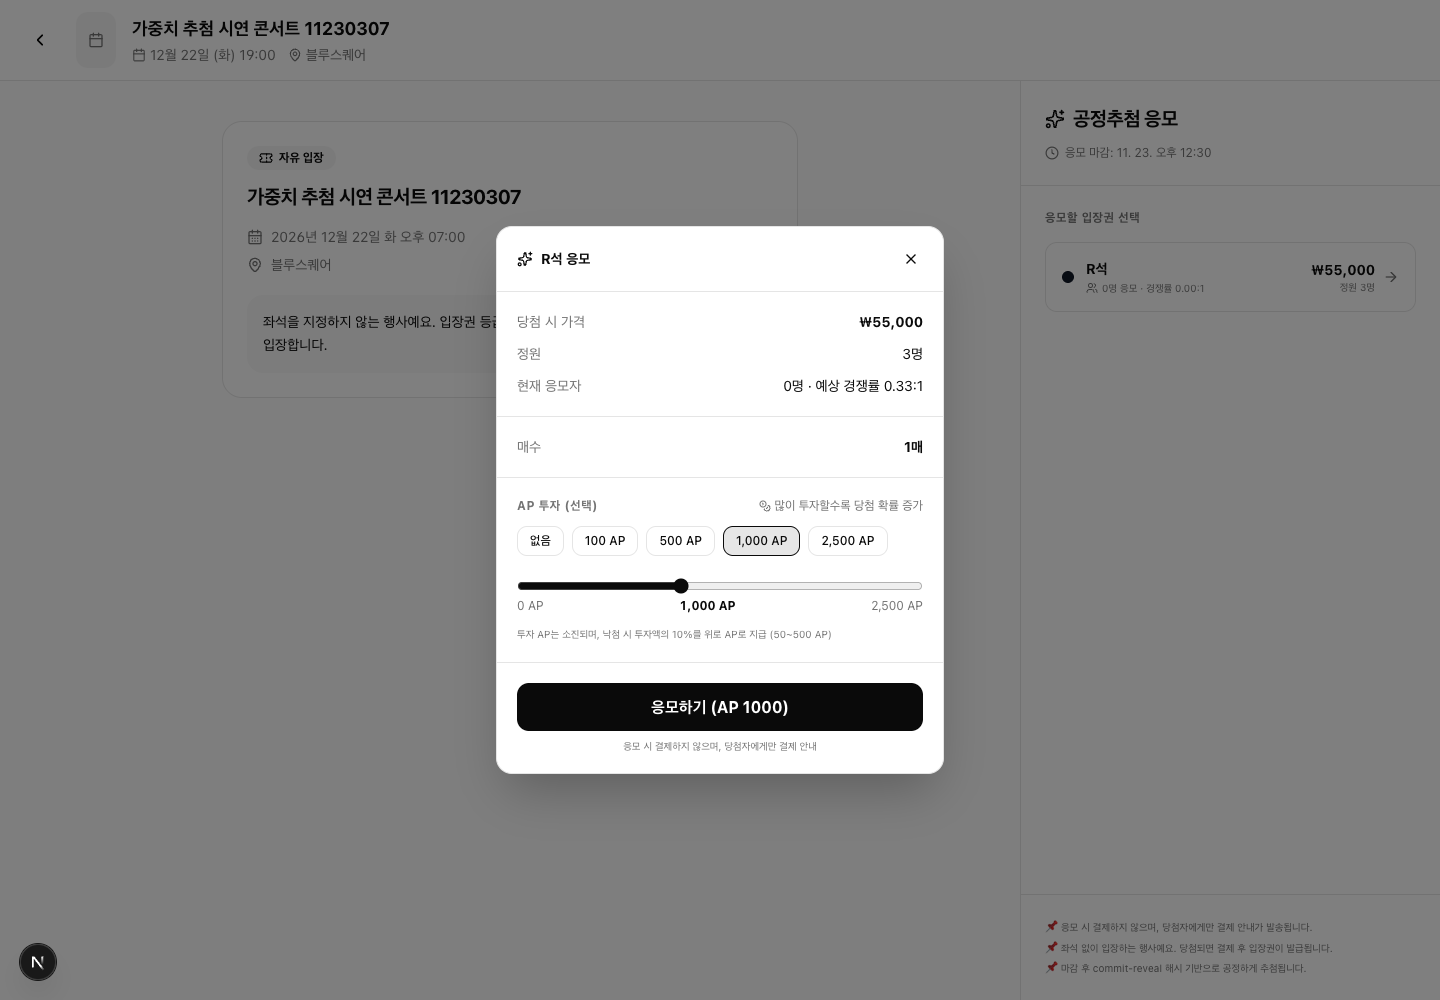 가중치 추첨 시연 콘서트 11230307
12월 22일 (화) 19:00 블루스퀘어
자유 입장
가중치 추첨 시연 콘서트 11230307
2026년 12월 22일 화 오후 07:00
블루스퀘어
좌석을 지정하지 않는 행사예요. 입장권 등급
입장합니다.
R석 응모
당첨 시 가격 ₩55,000
정원 3명
현재 응모자 0명 · 예상 경쟁률 0.33:1
매수 1매
AP 투자 (선택) 많이 투자할수록 당첨 확률 증가
없음 100 AP 500 AP 1,000 AP 2,500 AP
0 AP 1,000 AP 2,500 AP
투자 AP는 소진되며, 낙첨 시 투자액의 10%를 위로 AP로 지급 (50~500 AP)
응모하기 (AP 1000)
응모 시 결제하지 않으며, 당첨자에게만 결제 안내
공정추첨 응모
응모 마감: 11. 23. 오후 12:30
응모할 입장권 선택
R석 ₩55,000
0명 응모 · 경쟁률 0.00:1 정원 3명
응모 시 결제하지 않으며, 당첨자에게만 결제 안내가 발송됩니다.
좌석 없이 입장하는 행사예요. 당첨되면 결제 후 입장권이 발급됩니다.
마감 후 commit-reveal 해시 기반으로 공정하게 추첨됩니다.
N